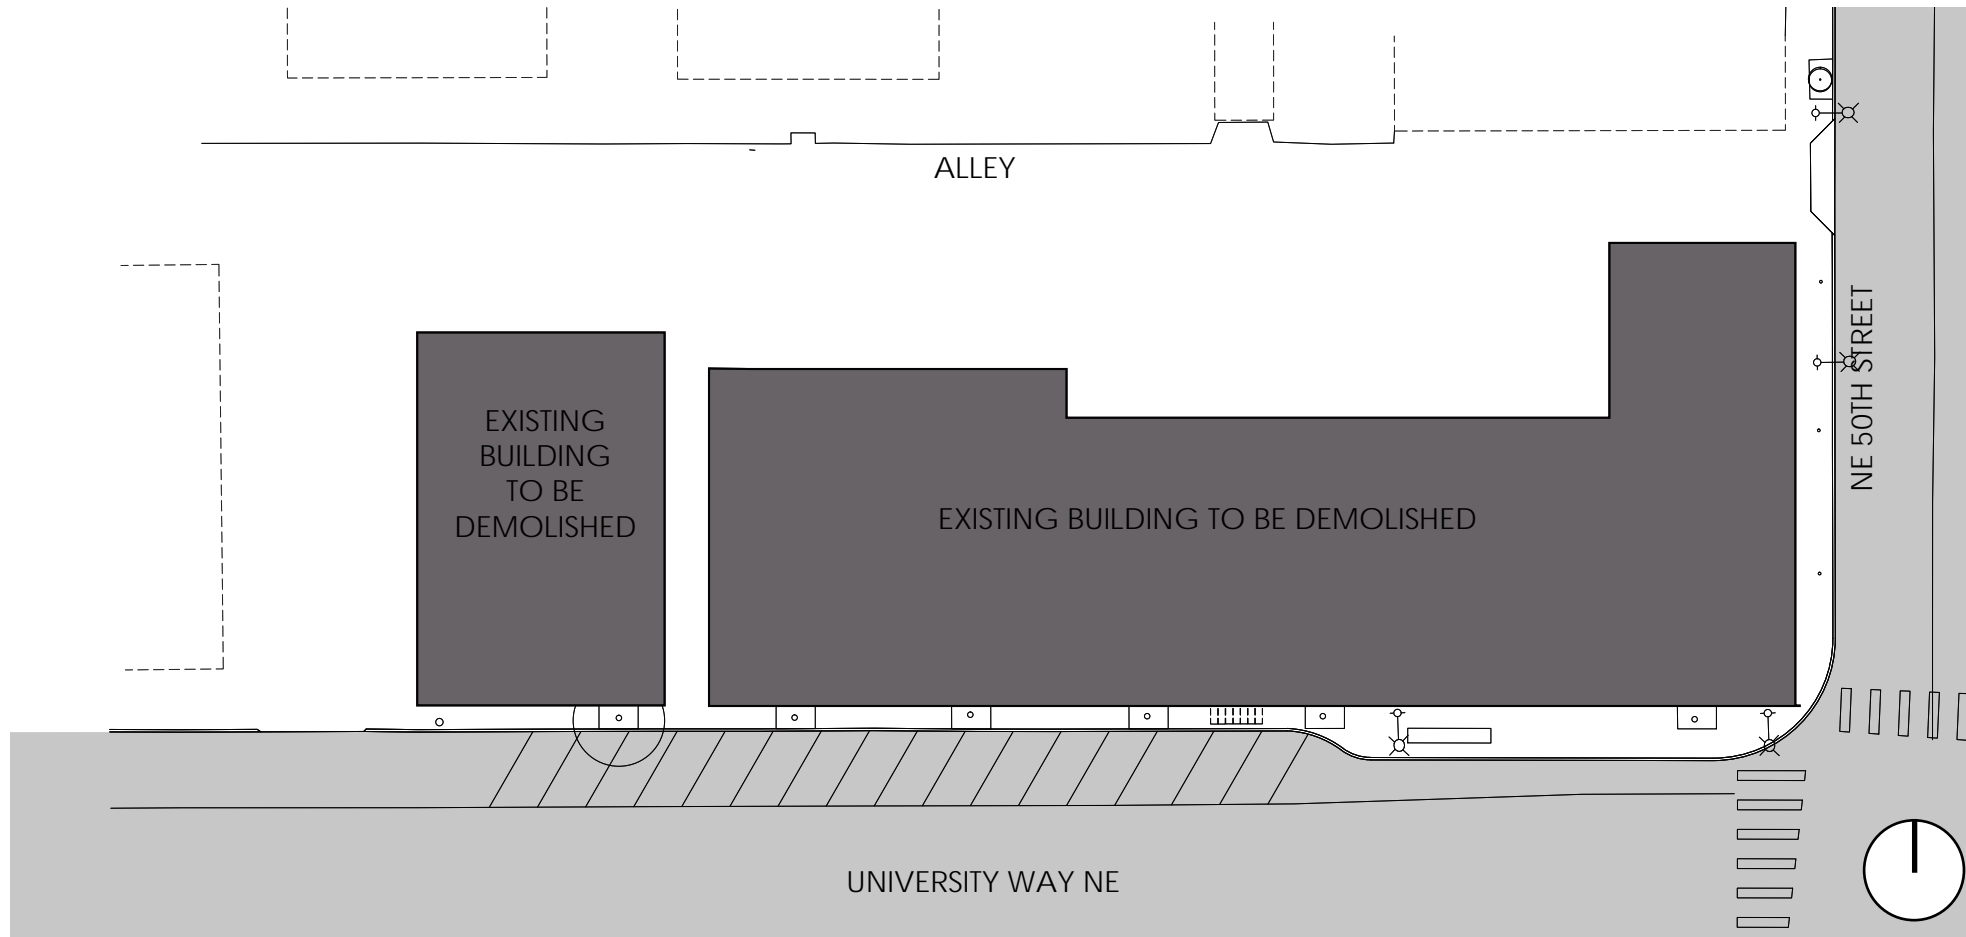 ALLEY
EXISTING
BUILDING
TO BE
DEMOLISHED
EXISTING BUILDING TO BE DEMOLISHED
NE 50TH STREET
UNIVERSITY WAY NE